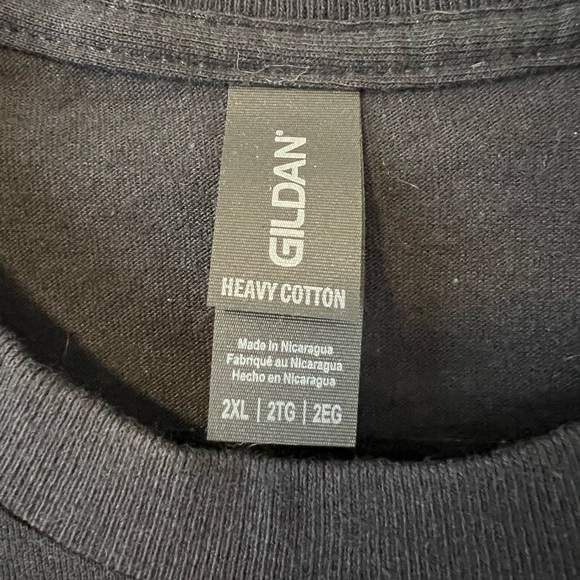 GILDAN®
HEAVY COTTON
Made in Nicaragua
Fabriqué au Nicaragua
Hecho en Nicaragua
2XL | 2TG | 2EG